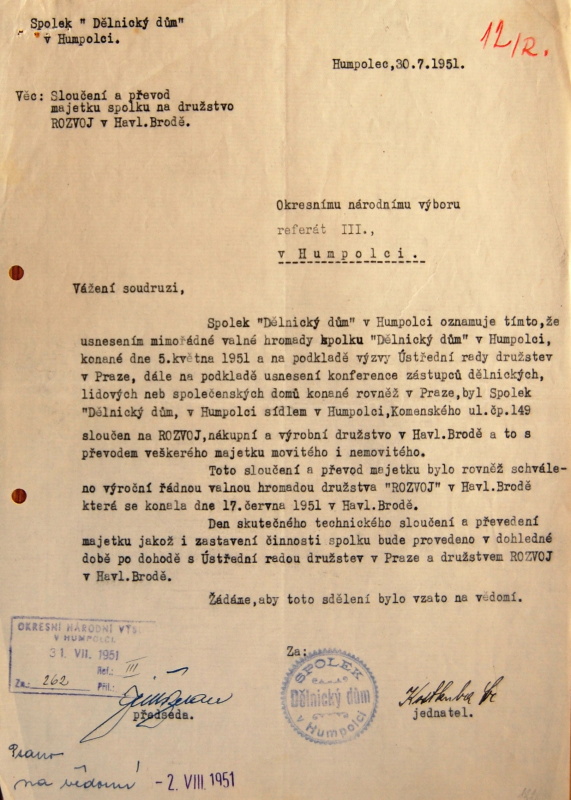 Spolek " Dělnický dům"
v Humpolci.
12/R.
Humpolec,30.7.1951.
Věc: Sloučení a převod
majetku spolku na družstvo
ROZVOJ v Havl.Brodě.
Okresnímu národnímu výboru
referát III.,
v Humpolci.
Vážení soudruzi,
Spolek "Dělnický dům" v Humpolci oznamuje tímto,že
usnesením mimořádné valné hromady spolku "Dělnický dům" v Humpolci,
konané dne 5.května 1951 a na podkladě výzvy Ústřední rady družstev
v Praze, dále na podkladě usnesení konference zástupců dělnických,
lidových neb společenských domů konané rovněž v Praze,byl Spolek
"Dělnický dům, v Humpolci sídlem v Humpolci,Komenského ul.čp.149
sloučen na ROZVOJ,nákupní a výrobní družstvo v Havl.Brodě a to s
převodem veškerého majetku movitého i nemovitého.
Toto sloučení a převod majetku bylo rovněž schvále-
no výroční řádnou valnou hromadou družstva "ROZVOJ" v Havl.Brodě
která se konala dne 17.června 1951 v Havl.Brodě.
Den skutečného technického sloučení a převedení
majetku jakož i zastavení činnosti spolku bude provedeno v dohledné
době po dohodě s Ústřední radou družstev v Praze a družstvem ROZVOJ
v Havl.Brodě.
Žádáme,aby toto sdělení bylo vzato na vědomí.
OKRESNÍ NÁRODNÍ VÝ
V HUMPOLCI
31. VII. 1951
Ref.: III
Za.: 262 Příl.:
Za:
SPOLEK
Dělnický dům
v Humpolci
předseda.
jednatel.
Psano
na vědomí - 2. VIII 1951